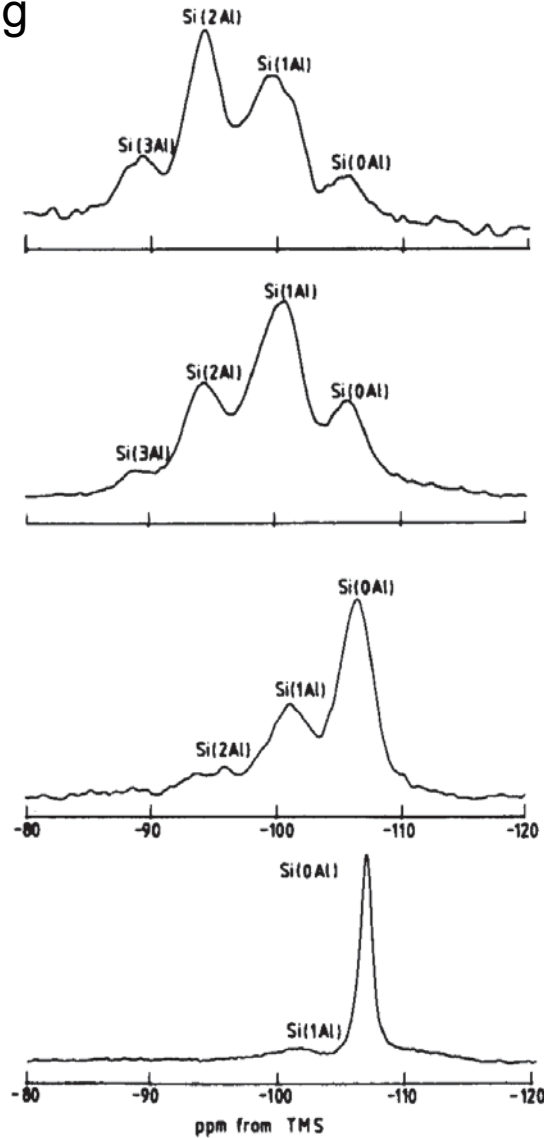 g
Si(2Al)
Si(1Al)
Si(3Al)
Si(0Al)
Si(1Al)
Si(2Al)
Si(0Al)
Si(3Al)
Si(0Al)
Si(1Al)
Si(2Al)
-80 -90 -100 -110 -120
Si(0Al)
Si(1Al)
-80 -90 -100 -110 -120
ppm from TMS